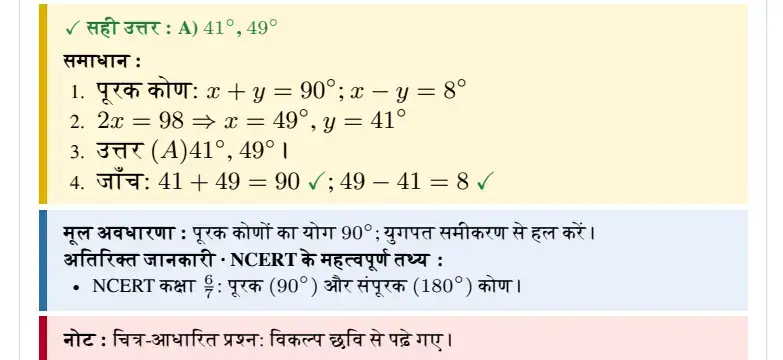 ✓ सही उत्तर : A) 41°, 49°
समाधान :
1. पूरक कोण: x + y = 90°; x − y = 8°
2. 2x = 98 ⇒ x = 49°, y = 41°
3. उत्तर (A)41°, 49°।
4. जाँच: 41 + 49 = 90 ✓; 49 − 41 = 8 ✓
मूल अवधारणा : पूरक कोणों का योग 90°; युगपत समीकरण से हल करें।
अतिरिक्त जानकारी · NCERT के महत्वपूर्ण तथ्य :
• NCERT कक्षा 6/7: पूरक (90°) और संपूरक (180°) कोण।
नोट : चित्र-आधारित प्रश्न: विकल्प छवि से पढ़े गए।